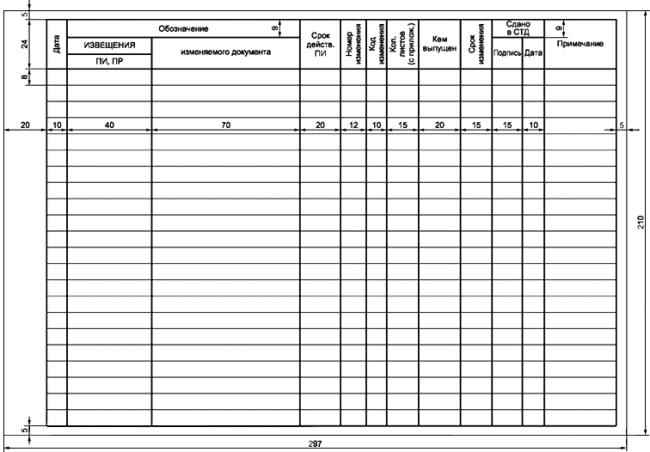 5
Обозначение
9
Сдано
в СТД
9
24
Дата
ИЗВЕЩЕНИЯ
ПИ, ПР
изменяемого документа
Срок
действ.
ПИ
Номер
изменения
Код
изменения
Кол.
листов
(с прилож.)
Кем
выпущен
Срок
изменения
Подпись
Дата
Примечание
8
20
10
40
70
20
12
10
15
20
15
15
10
5
210
5
297